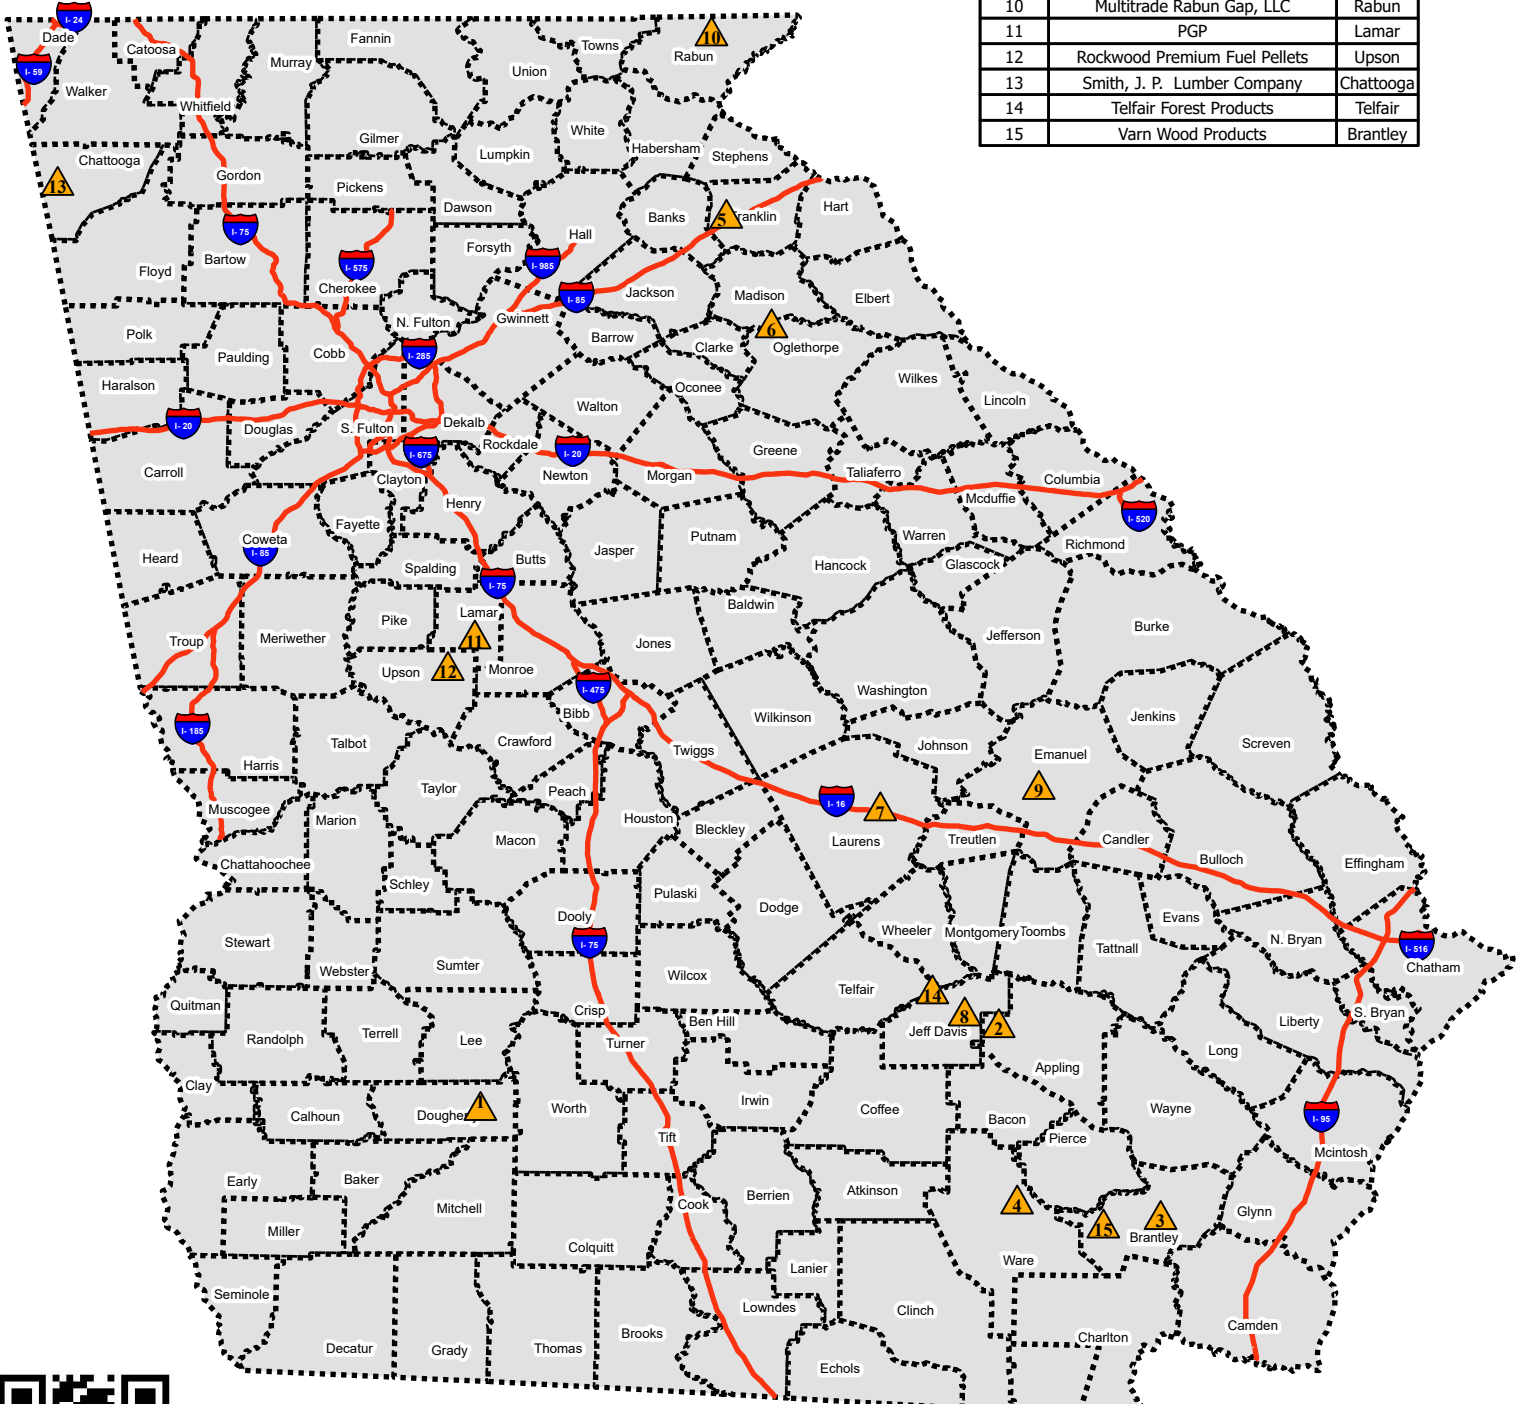 10 Multitrade Rabun Gap, LLC Rabun
11 PGP Lamar
12 Rockwood Premium Fuel Pellets Upson
13 Smith, J. P. Lumber Company Chattooga
14 Telfair Forest Products Telfair
15 Varn Wood Products Brantley
I- 24
Dade
Catoosa
Fannin
Towns
10
Rabun
I- 59
Murray
Union
Walker
Whitfield
White
Gilmer
Habersham
Lumpkin
Stephens
Chattooga
13
Gordon
Pickens
Dawson
Banks
5
Franklin
Hart
I- 75
Hall
Forsyth
Bartow
I- 575
I- 985
Floyd
Cherokee
I- 85
Jackson
Madison
Elbert
N. Fulton
Gwinnett
6
Polk
Barrow
Clarke
Oglethorpe
Paulding
Cobb
I- 285
Haralson
Oconee
Wilkes
Lincoln
Walton
I- 20
Douglas
S. Fulton
Dekalb
Rockdale
I- 675
I- 20
Greene
Carroll
Clayton
Newton
Morgan
Taliaferro
Columbia
Henry
Mcduffie
I- 520
Fayette
Coweta
I- 85
Putnam
Warren
Richmond
Heard
Spalding
Butts
Jasper
Hancock
Glascock
I- 75
Baldwin
Lamar
Pike
11
Burke
Troup
Meriwether
Jones
Jefferson
Upson
12
Monroe
I- 475
Washington
Bibb
Wilkinson
Jenkins
I- 185
Talbot
Crawford
Twiggs
Johnson
Emanuel
Screven
Harris
Taylor
Peach
9
Muscogee
Marion
Houston
Bleckley
I- 16
7
Macon
Laurens
Treutlen
Candler
Chattahoochee
Bulloch
Effingham
Schley
Pulaski
Dodge
Dooly
Evans
Stewart
I- 75
Wheeler
Montgomery
Toombs
Tattnall
N. Bryan
I- 516
Webster
Sumter
Wilcox
Chatham
Quitman
Telfair
14
Crisp
Ben Hill
8
2
Jeff Davis
Liberty
S. Bryan
Randolph
Terrell
Lee
Turner
Long
Appling
Clay
Calhoun
1
Worth
Irwin
Coffee
Bacon
Wayne
I- 95
Tift
Pierce
Mcintosh
Early
Baker
Mitchell
Cook
Berrien
Atkinson
4
15
3
Brantley
Glynn
Miller
Colquitt
Lanier
Ware
Seminole
Lowndes
Clinch
Camden
Decatur
Grady
Thomas
Brooks
Echols
Charlton